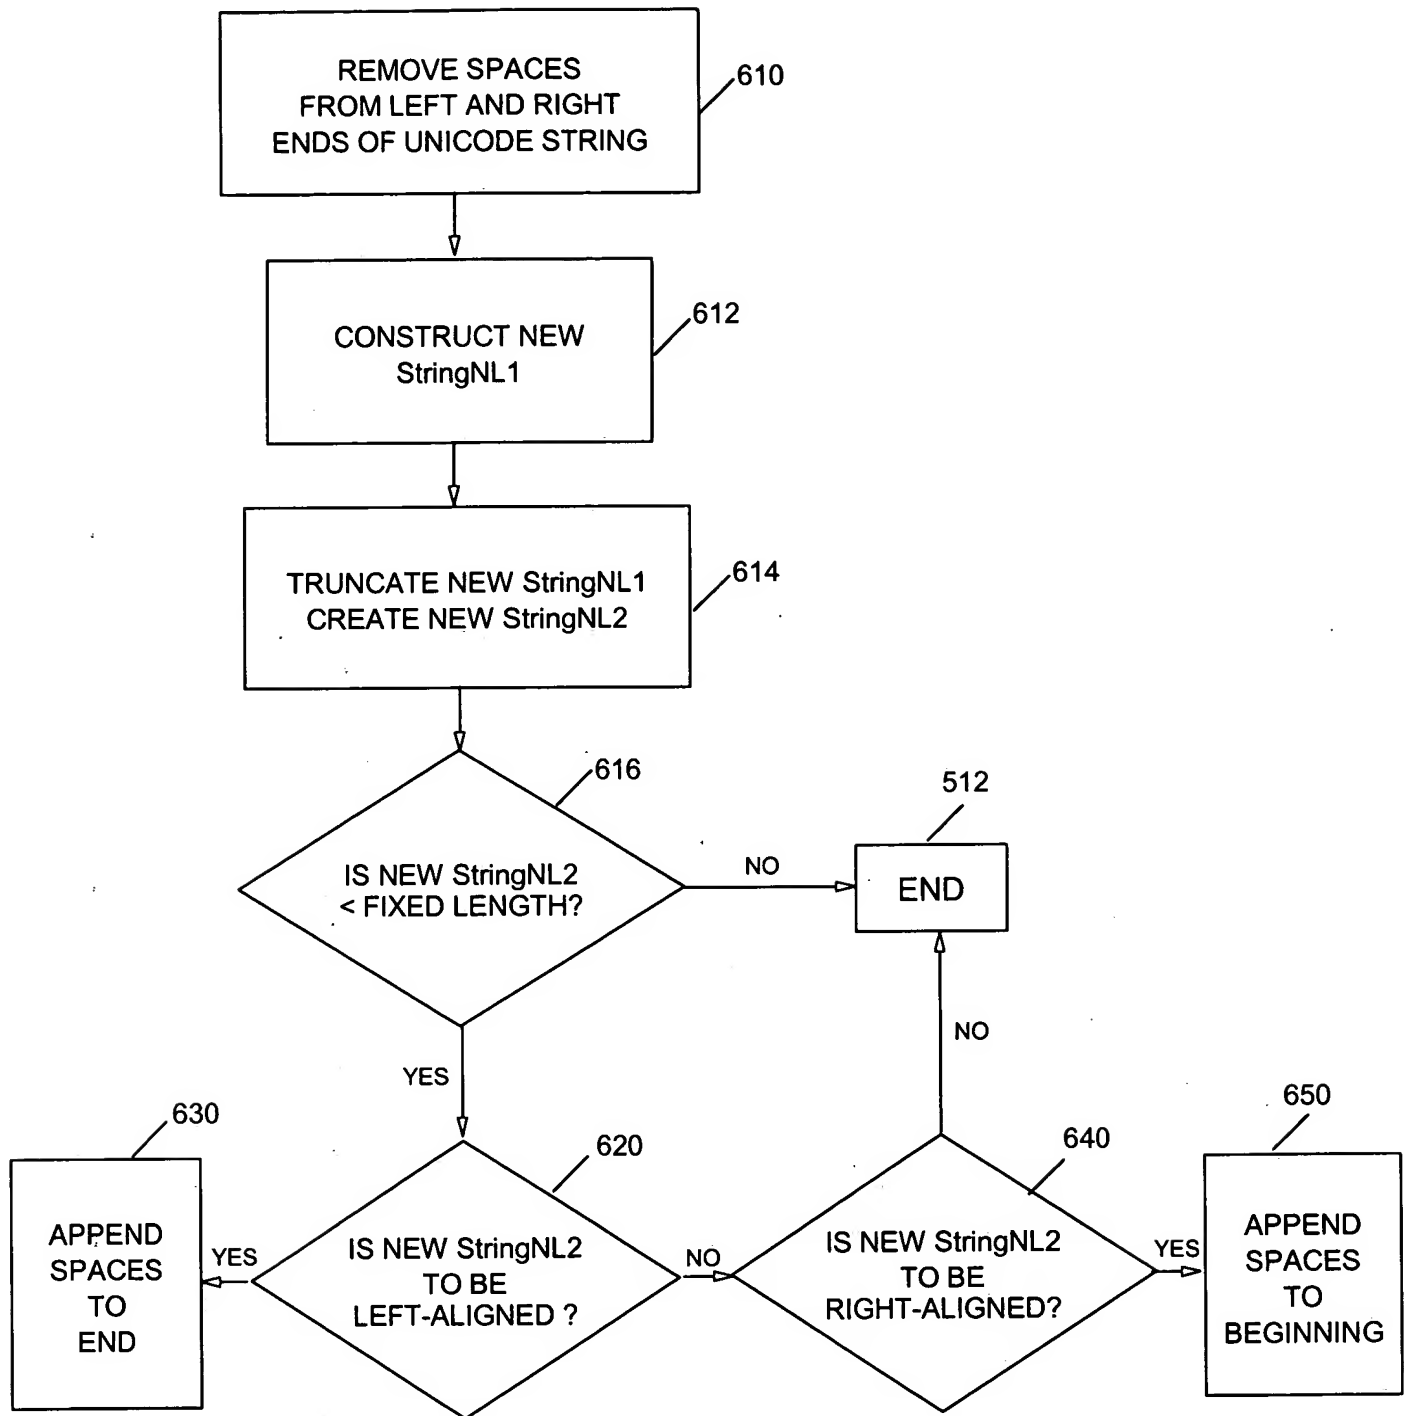 REMOVE SPACES
FROM LEFT AND RIGHT
ENDS OF UNICODE STRING
610
CONSTRUCT NEW
StringNL1
612
TRUNCATE NEW StringNL1
CREATE NEW StringNL2
614
616
IS NEW StringNL2
< FIXED LENGTH?
NO
512
END
YES
NO
630
APPEND
SPACES
TO
END
YES
620
IS NEW StringNL2
TO BE
LEFT-ALIGNED ?
NO
640
IS NEW StringNL2
TO BE
RIGHT-ALIGNED?
YES
650
APPEND
SPACES
TO
BEGINNING